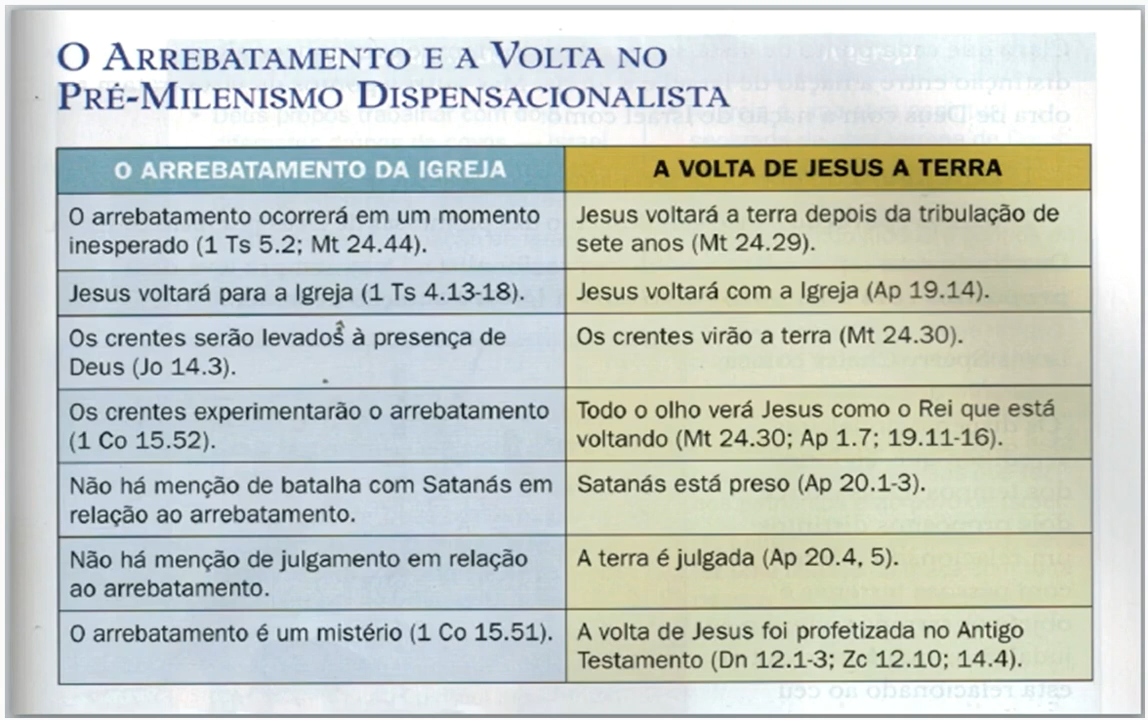 O ARREBATAMENTO E A VOLTA NO
PRÉ-MILENISMO DISPENSACIONALISTA
O ARREBATAMENTO DA IGREJA
A VOLTA DE JESUS A TERRA
O arrebatamento ocorrerá em um momento
inesperado (1 Ts 5.2; Mt 24.44).
Jesus voltará a terra depois da tribulação de
sete anos (Mt 24.29).
Jesus voltará para a Igreja (1 Ts 4.13-18).
Jesus voltará com a Igreja (Ap 19.14).
Os crentes serão levados à presença de
Deus (Jo 14.3).
Os crentes virão a terra (Mt 24.30).
Os crentes experimentarão o arrebatamento
(1 Co 15.52).
Todo o olho verá Jesus como o Rei que está
voltando (Mt 24.30; Ap 1.7; 19.11-16).
Não há menção de batalha com Satanás em
relação ao arrebatamento.
Satanás está preso (Ap 20.1-3).
Não há menção de julgamento em relação
ao arrebatamento.
A terra é julgada (Ap 20.4, 5).
O arrebatamento é um mistério (1 Co 15.51).
A volta de Jesus foi profetizada no Antigo
Testamento (Dn 12.1-3; Zc 12.10; 14.4).